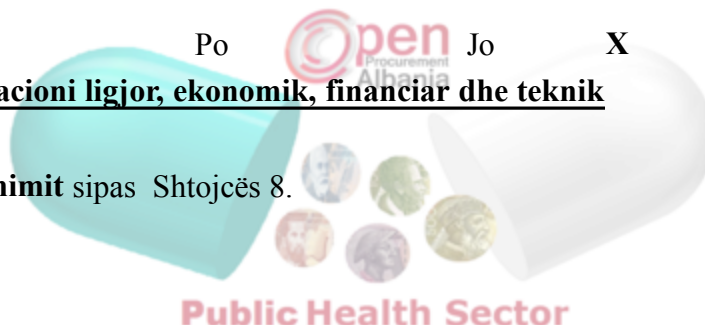 Po Jo X
Open
Procurement
Albania
acioni ligjor, ekonomik, financiar dhe teknik
nimit sipas Shtojcës 8.
Public Health Sector